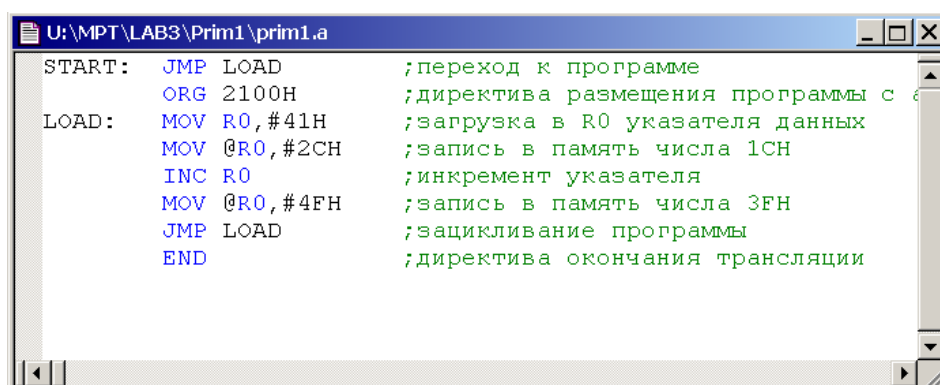 U:\MPT\LAB3\Prim1\prim1.a
START: JMP LOAD ;переход к программе
ORG 2100H ;директива размещения программы с
LOAD: MOV R0,#41H ;загрузка в R0 указателя данных
MOV @R0,#2CH ;запись в память числа 1CH
INC R0 ;инкремент указателя
MOV @R0,#4FH ;запись в память числа 3FH
JMP LOAD ;зацикливание программы
END ;директива окончания трансляции